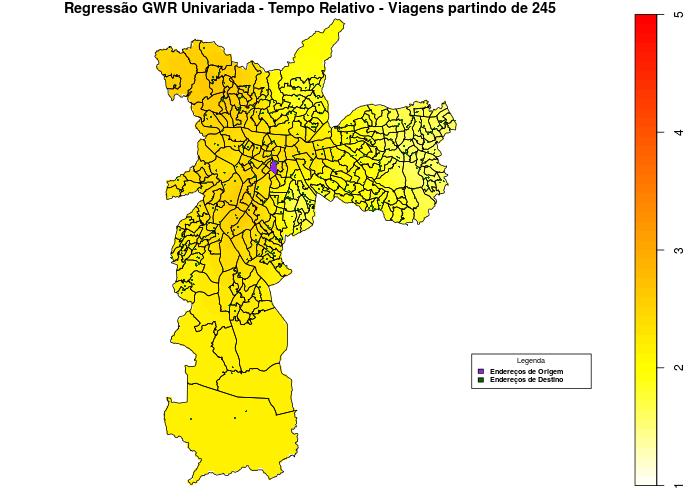 Regressão GWR Univariada - Tempo Relativo - Viagens partindo de 245
5
4
3
2
1
Legenda
Endereços de Origem
Endereços de Destino